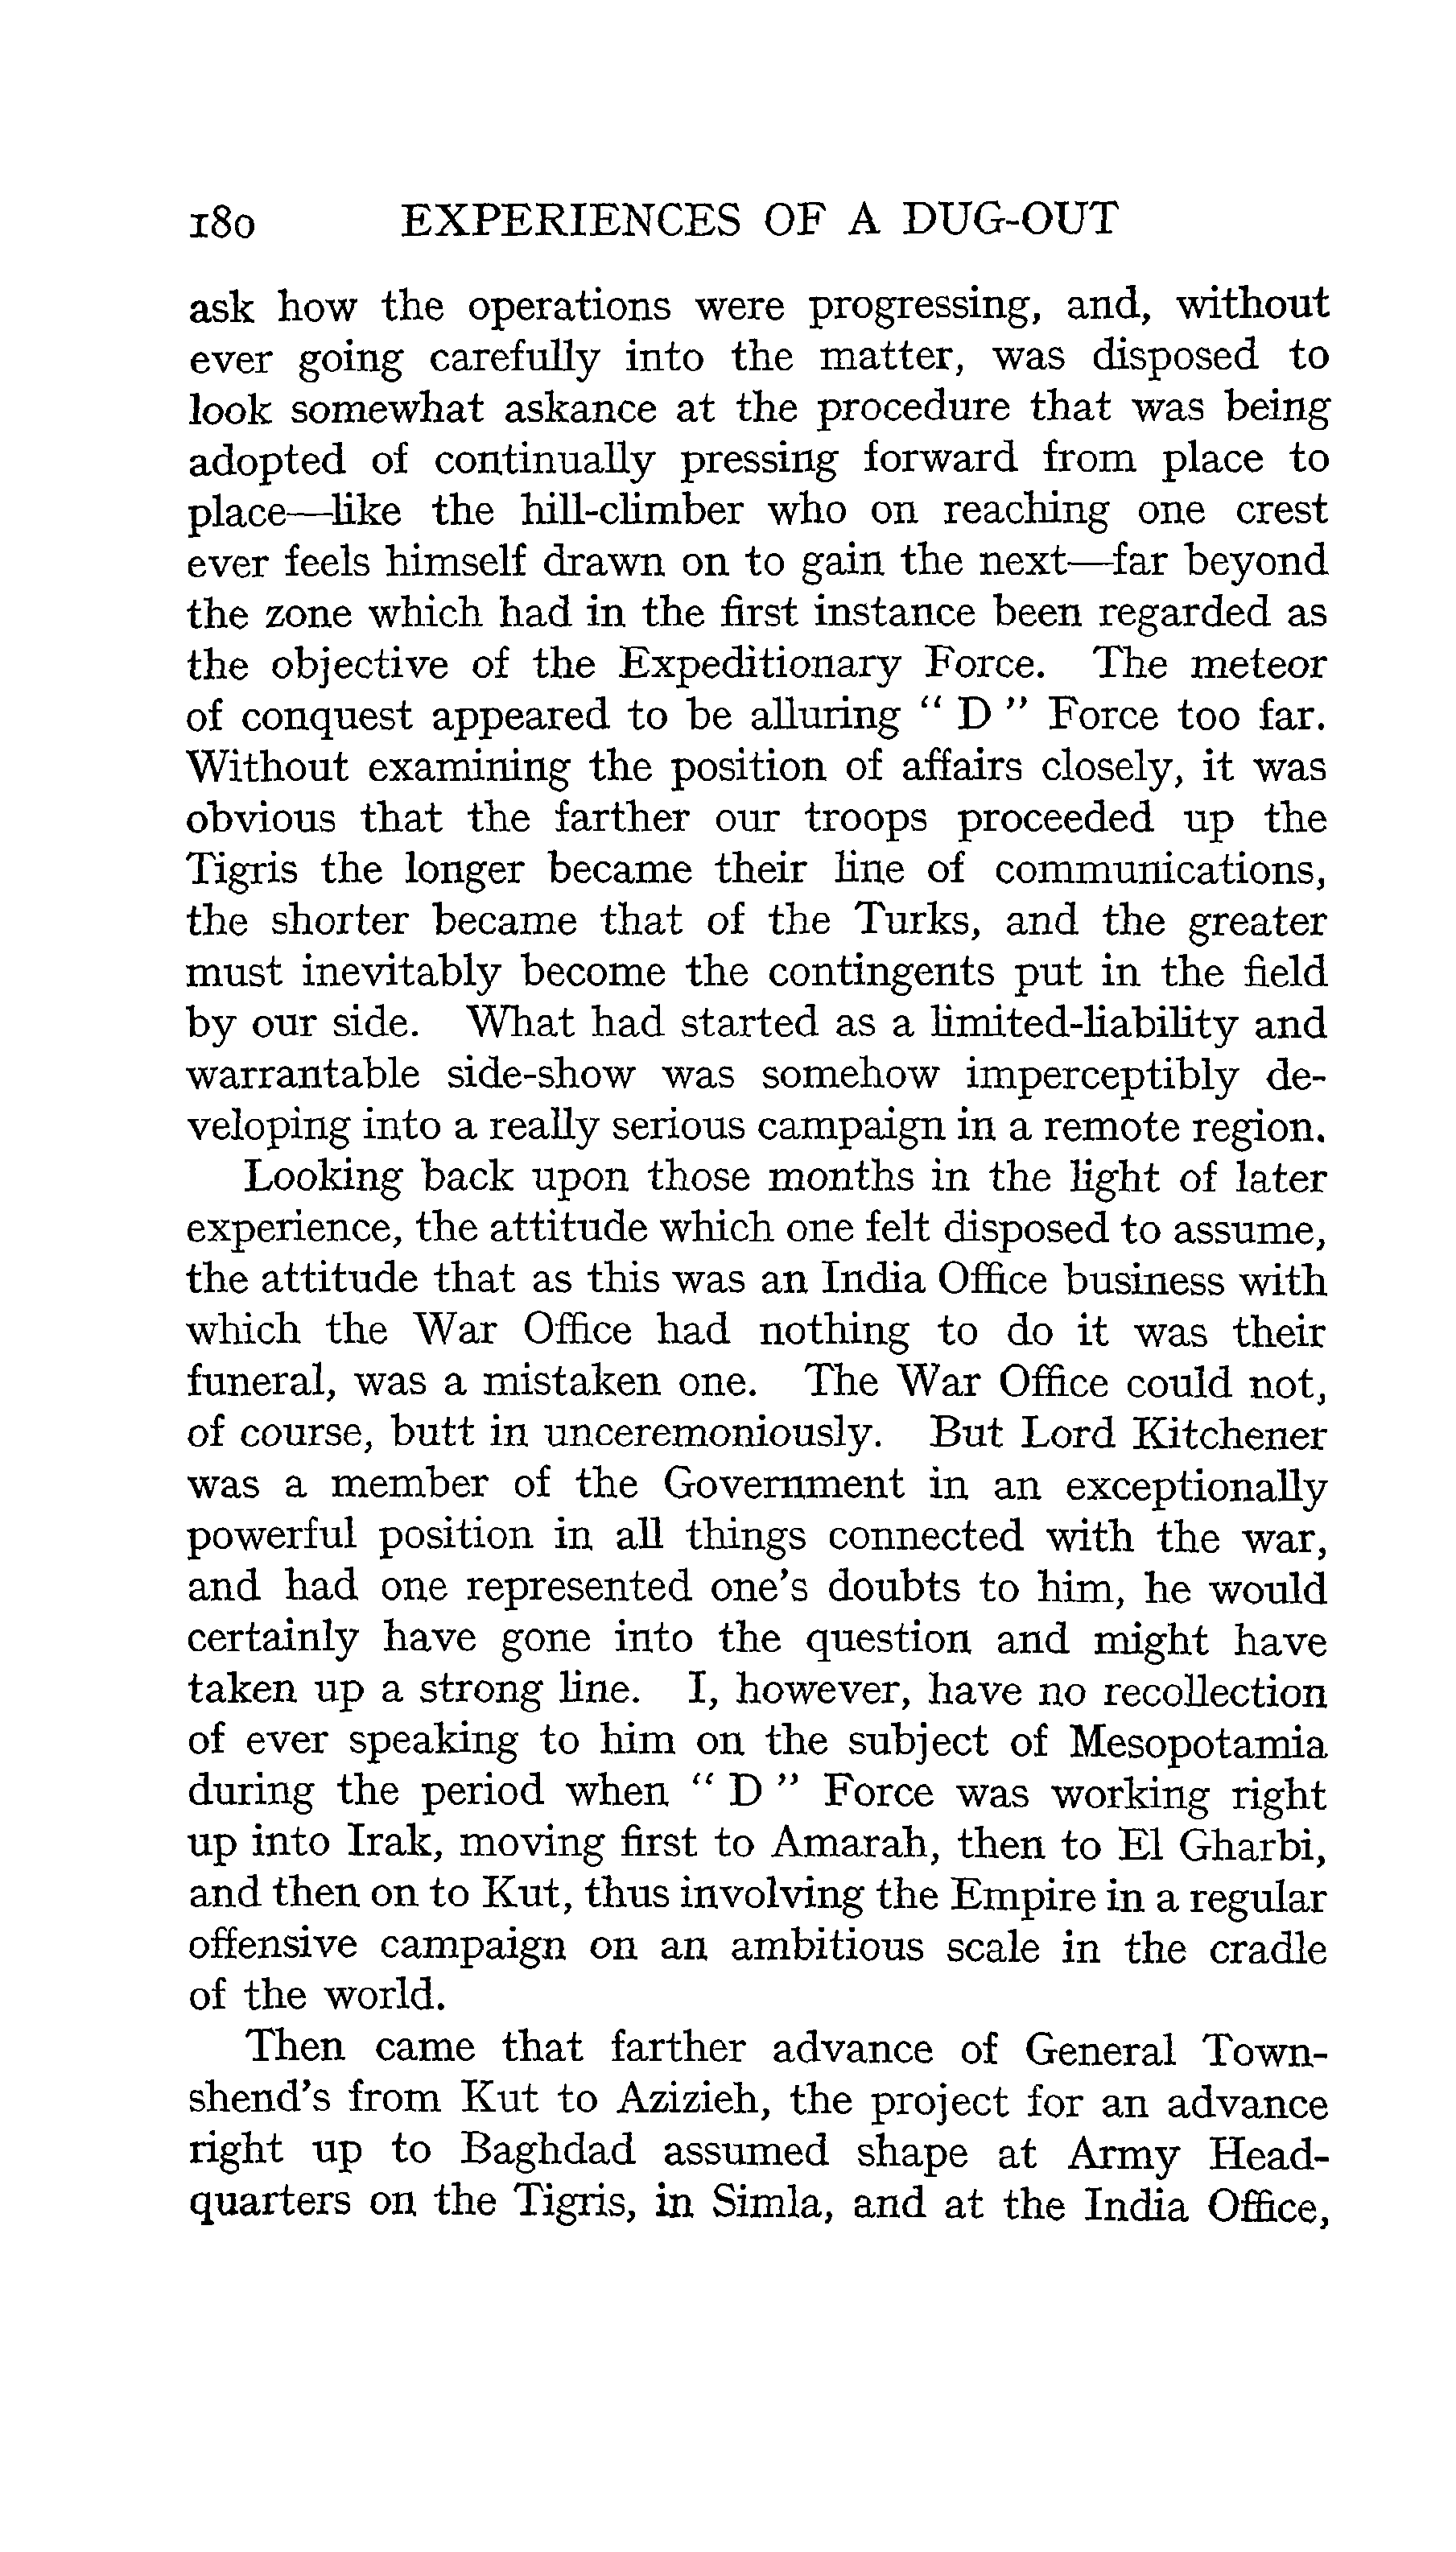 180 EXPERIENCES OF A DUG-OUT
ask how the operations were progressing, and, without
ever going carefully into the matter, was disposed to
look somewhat askance at the procedure that was being
adopted of continually pressing forward from place to
place—like the hill-climber who on reaching one crest
ever feels himself drawn on to gain the next—far beyond
the zone which had in the first instance been regarded as
the objective of the Expeditionary Force. The meteor
of conquest appeared to be alluring " D " Force too far.
Without examining the position of affairs closely, it was
obvious that the farther our troops proceeded up the
Tigris the longer became their line of communications,
the shorter became that of the Turks, and the greater
must inevitably become the contingents put in the field
by our side. What had started as a limited-liability and
warrantable side-show was somehow imperceptibly de-
veloping into a really serious campaign in a remote region.
Looking back upon those months in the light of later
experience, the attitude which one felt disposed to assume,
the attitude that as this was an India Office business with
which the War Office had nothing to do it was their
funeral, was a mistaken one. The War Office could not,
of course, butt in unceremoniously. But Lord Kitchener
was a member of the Government in an exceptionally
powerful position in all things connected with the war,
and had one represented one's doubts to him, he would
certainly have gone into the question and might have
taken up a strong line. I, however, have no recollection
of ever speaking to him on the subject of Mesopotamia
during the period when " D " Force was working right
up into Irak, moving first to Amarah, then to El Gharbi,
and then on to Kut, thus involving the Empire in a regular
offensive campaign on an ambitious scale in the cradle
of the world.
Then came that farther advance of General Town-
shend's from Kut to Azizieh, the project for an advance
right up to Baghdad assumed shape at Army Head-
quarters on the Tigris, in Simla, and at the India Office,